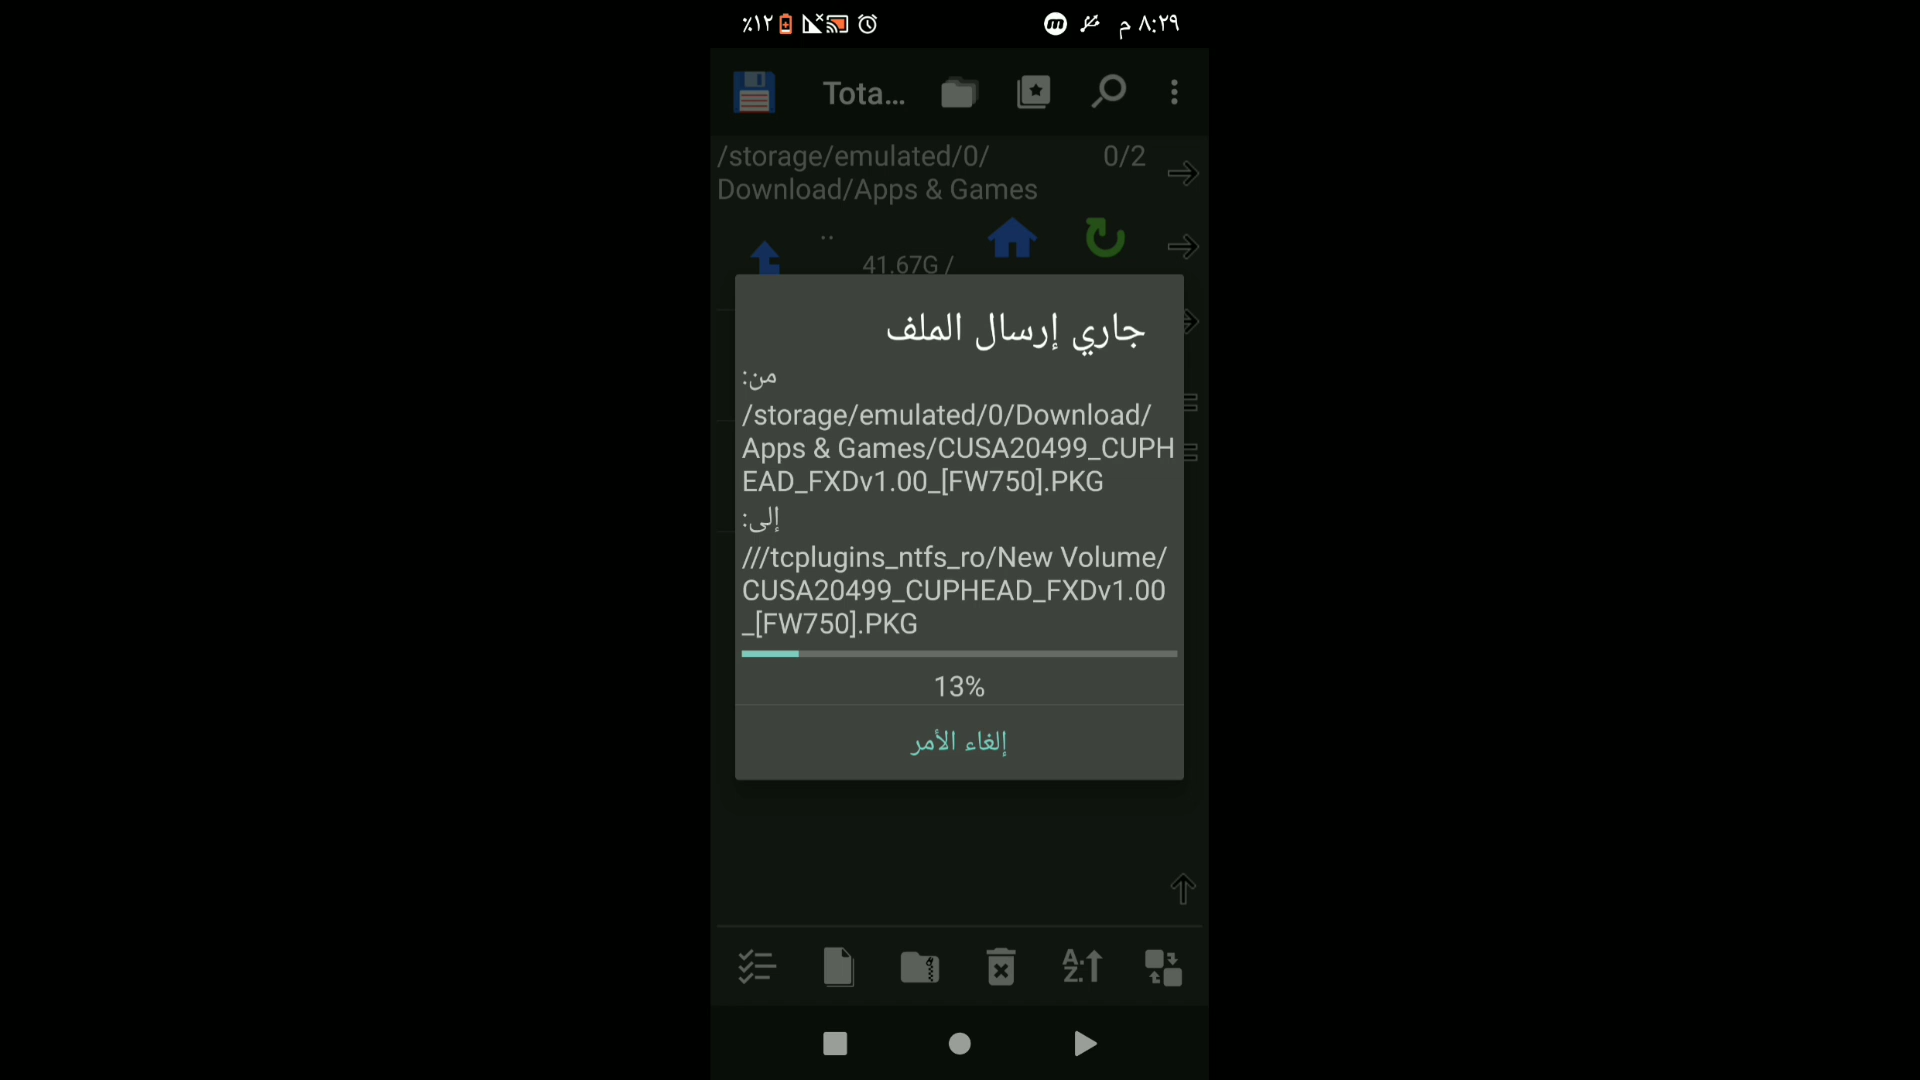 ٪١٢
٨:٢٩ م
Tota...
/storage/emulated/0/
Download/Apps & Games
0/2
..
41.67G /
جاري إرسال الملف
من:
/storage/emulated/0/Download/
Apps & Games/CUSA20499_CUPH
EAD_FXDv1.00_[FW750].PKG
إلى:
///tcplugins_ntfs_ro/New Volume/
CUSA20499_CUPHEAD_FXDv1.00
_[FW750].PKG
13%
إلغاء الأمر
A.
Z.